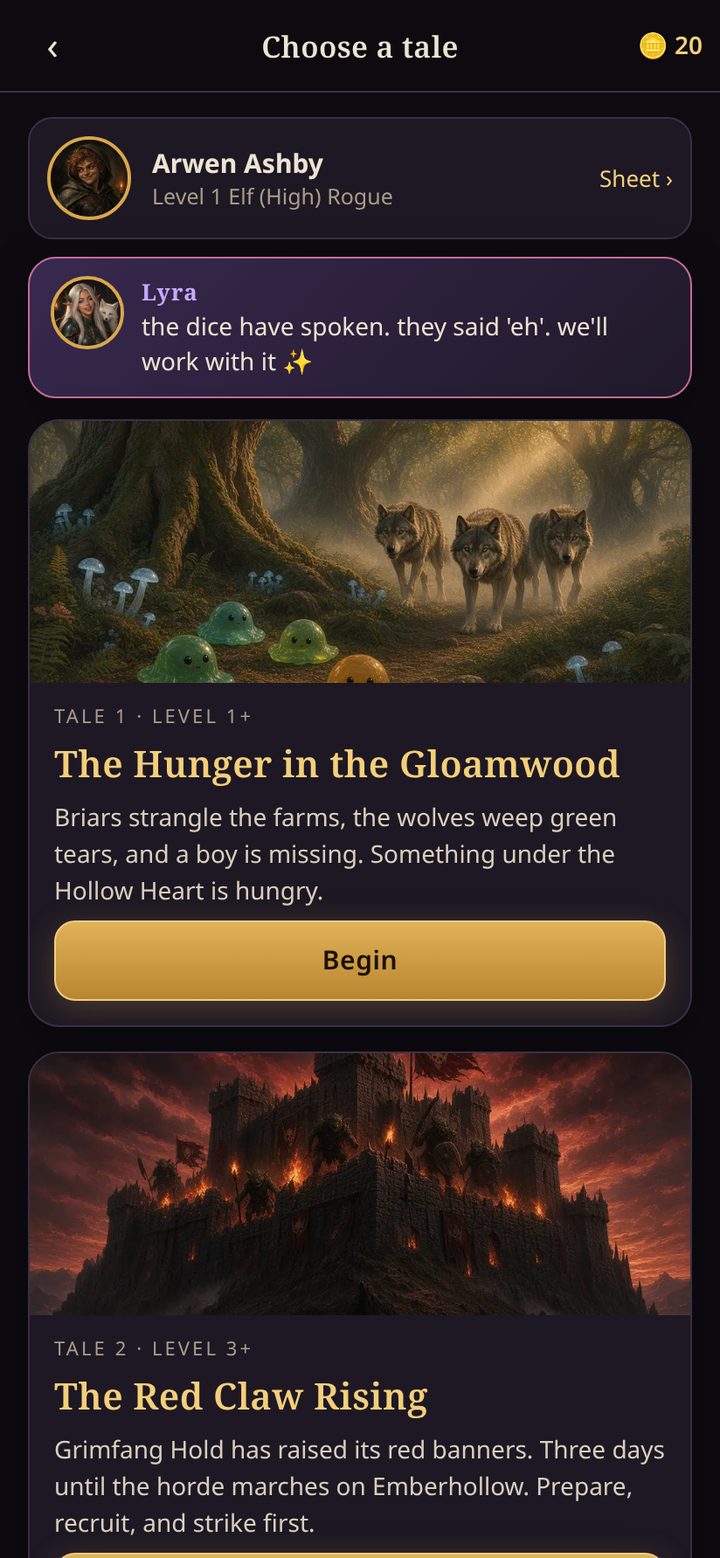 ‹ Choose a tale 🪙 20
Arwen Ashby
Level 1 Elf (High) Rogue
Sheet ›
Lyra
the dice have spoken. they said 'eh'. we'll
work with it ✨
TALE 1 · LEVEL 1+
The Hunger in the Gloamwood
Briars strangle the farms, the wolves weep green
tears, and a boy is missing. Something under the
Hollow Heart is hungry.
Begin
TALE 2 · LEVEL 3+
The Red Claw Rising
Grimfang Hold has raised its red banners. Three days
until the horde marches on Emberhollow. Prepare,
recruit, and strike first.